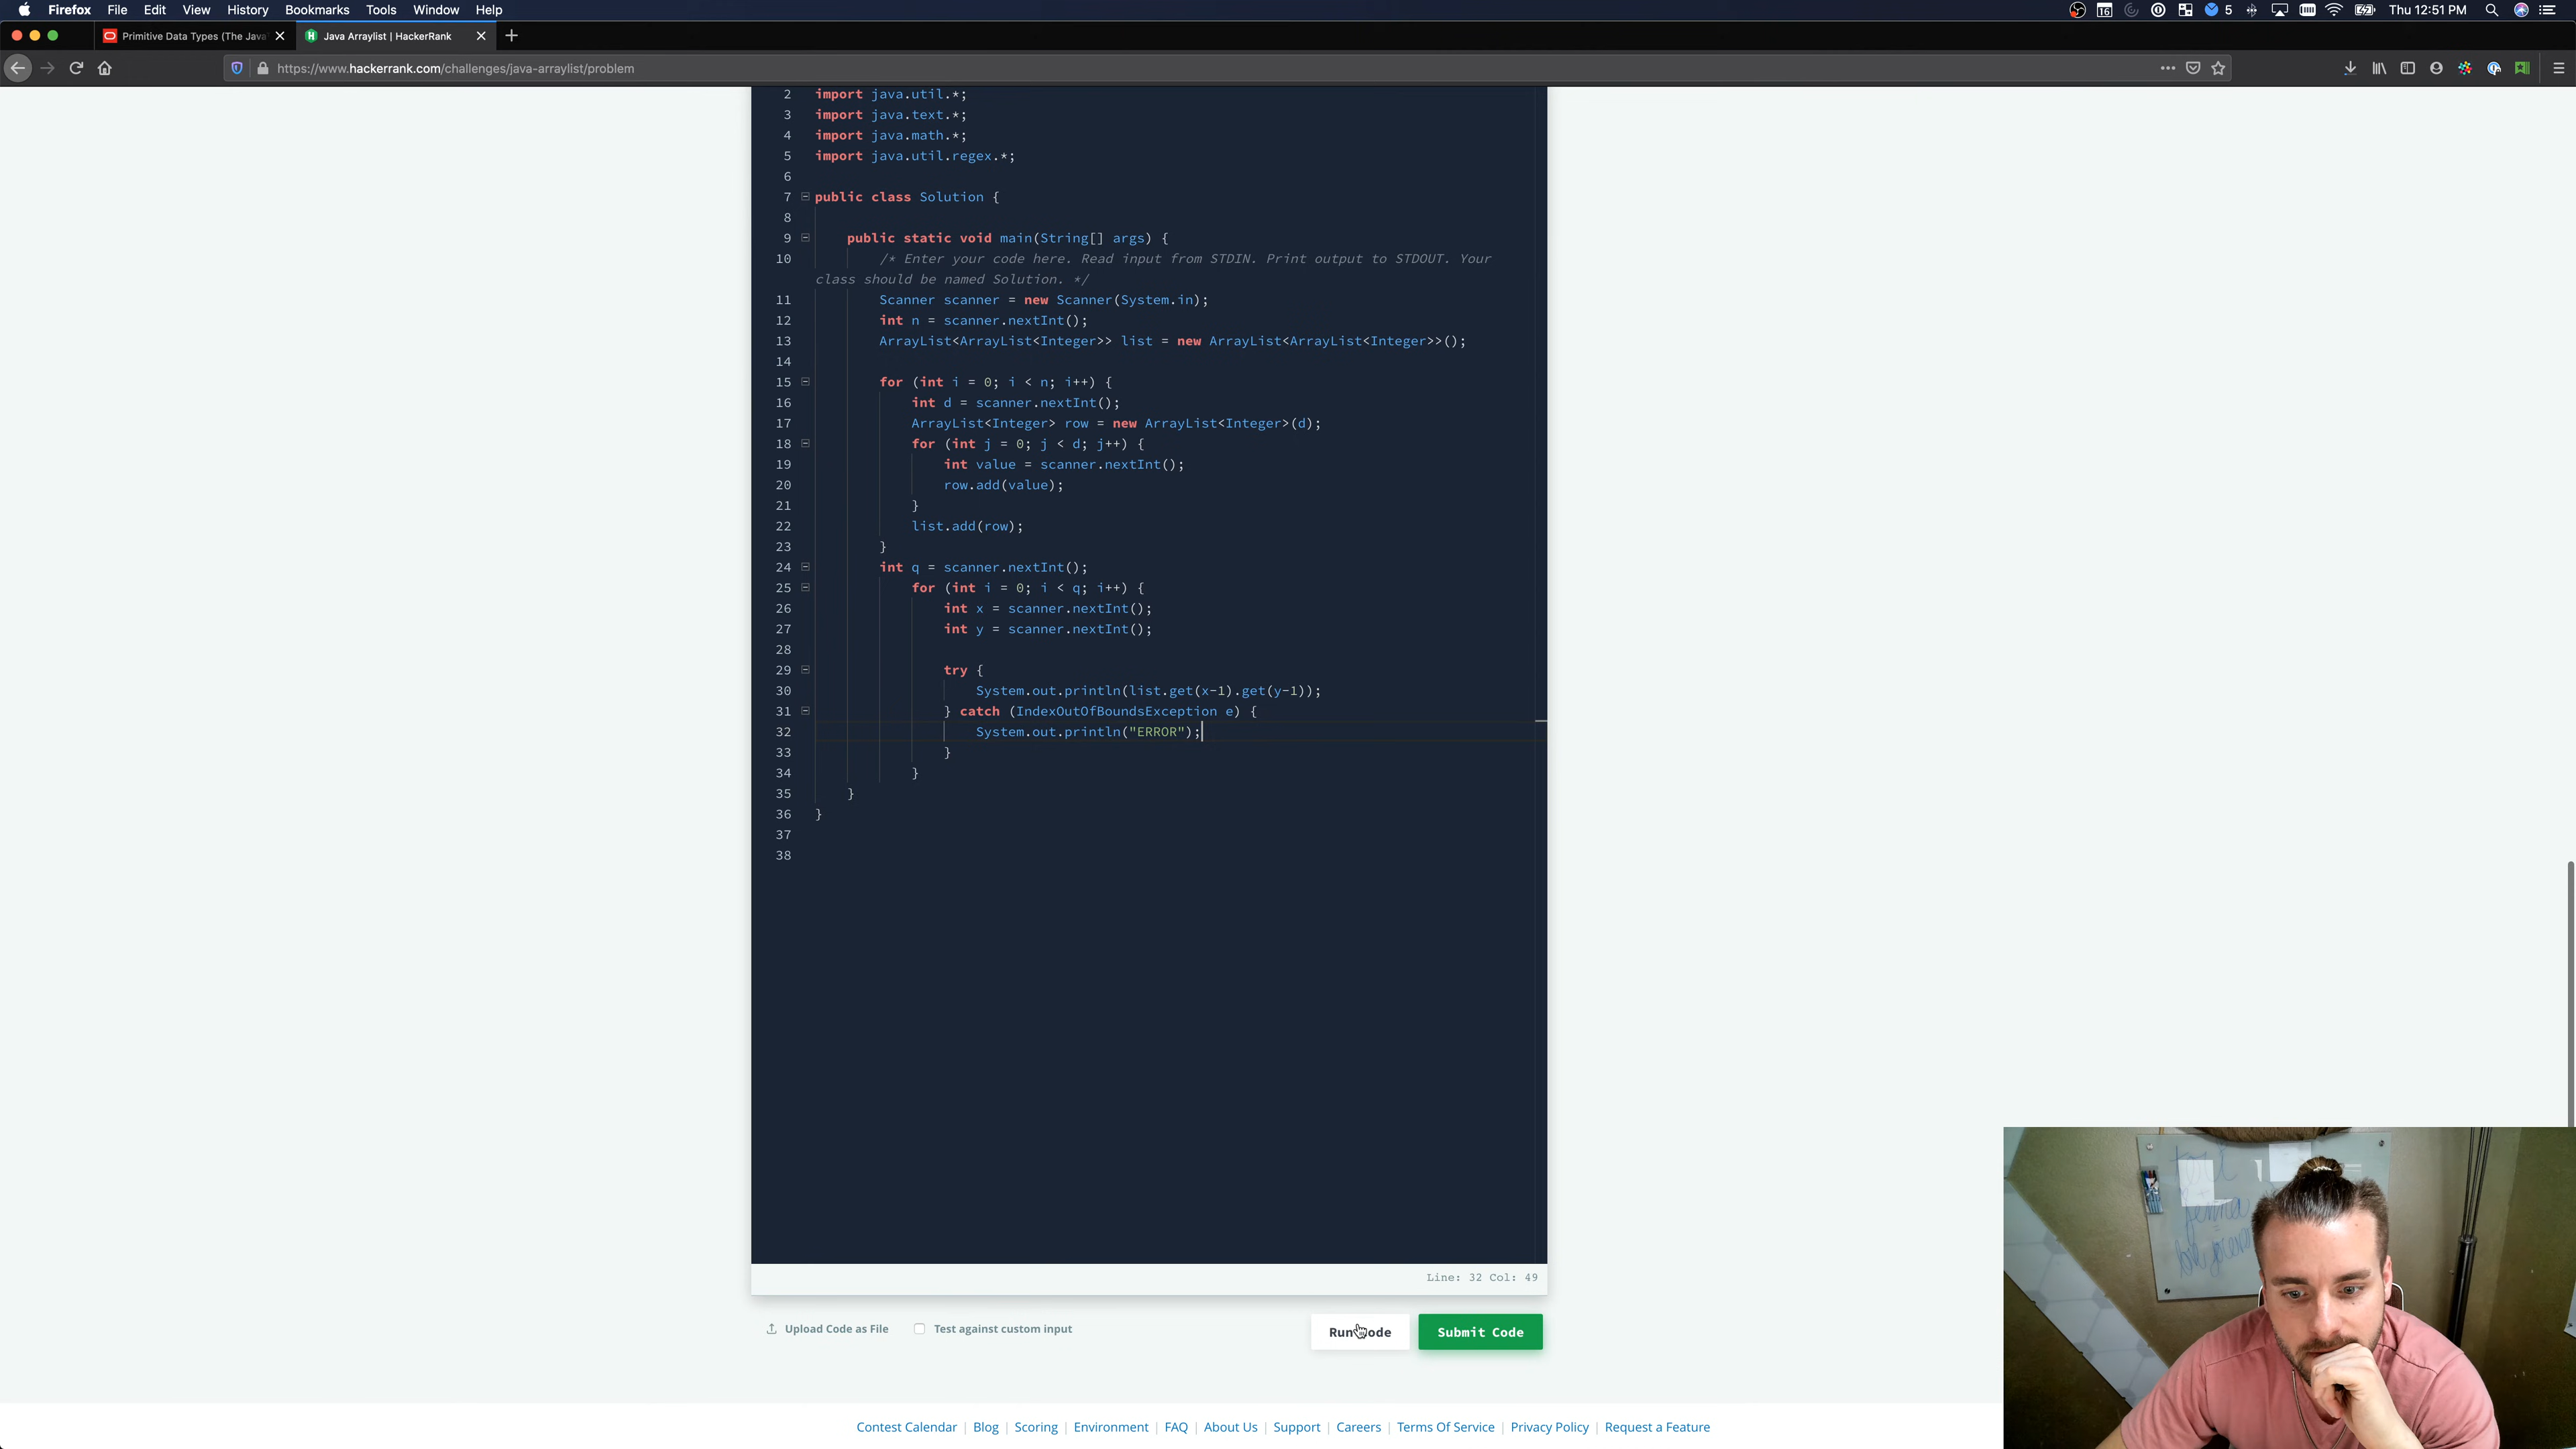 Firefox File Edit View History Bookmarks Tools Window Help
16 5 Thu 12:51 PM
Primitive Data Types (The Java
Java Arraylist | HackerRank
https://www.hackerrank.com/challenges/java-arraylist/problem
2 import java.util.*;
3 import java.text.*;
4 import java.math.*;
5 import java.util.regex.*;
6
7 public class Solution {
8
9 public static void main(String[] args) {
10 /* Enter your code here. Read input from STDIN. Print output to STDOUT. Your
class should be named Solution. */
11 Scanner scanner = new Scanner(System.in);
12 int n = scanner.nextInt();
13 ArrayList<ArrayList<Integer>> list = new ArrayList<ArrayList<Integer>>();
14
15 for (int i = 0; i < n; i++) {
16 int d = scanner.nextInt();
17 ArrayList<Integer> row = new ArrayList<Integer>(d);
18 for (int j = 0; j < d; j++) {
19 int value = scanner.nextInt();
20 row.add(value);
21 }
22 list.add(row);
23 }
24 int q = scanner.nextInt();
25 for (int i = 0; i < q; i++) {
26 int x = scanner.nextInt();
27 int y = scanner.nextInt();
28
29 try {
30 System.out.println(list.get(x-1).get(y-1));
31 } catch (IndexOutOfBoundsException e) {
32 System.out.println("ERROR");
33 }
34 }
35 }
36 }
37
38
Line: 32 Col: 49
Upload Code as File Test against custom input Run Code Submit Code
Contest Calendar | Blog | Scoring | Environment | FAQ | About Us | Support | Careers | Terms Of Service | Privacy Policy | Request a Feature